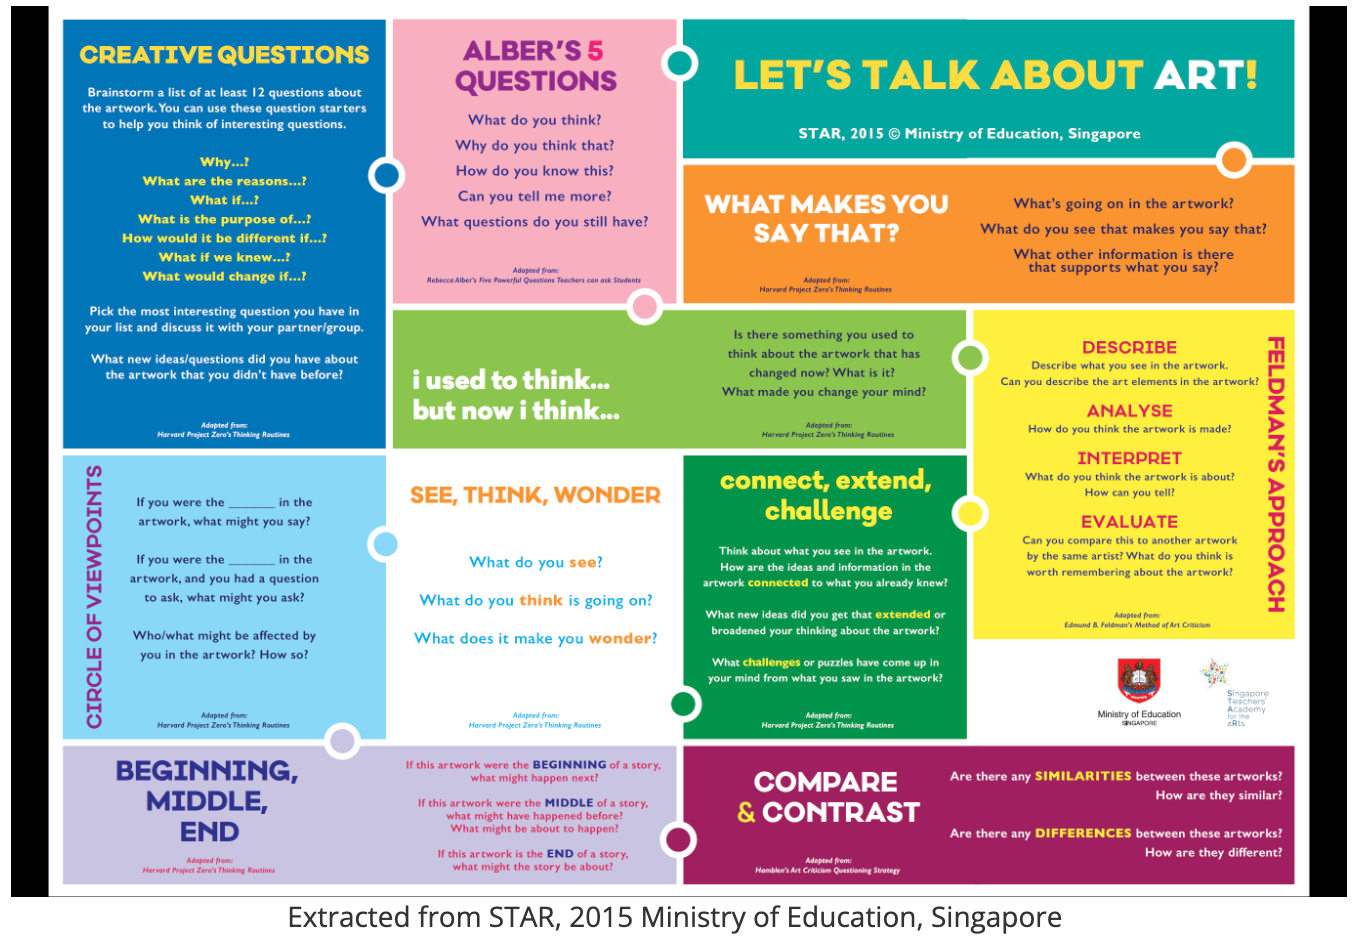 CREATIVE QUESTIONS
Brainstorm a list of at least 12 questions about
the artwork. You can use these question starters
to help you think of interesting questions.
Why...?
What are the reasons...?
What if...?
What is the purpose of...?
How would it be different if...?
What if we knew...?
What would change if...?
Pick the most interesting question you have in
your list and discuss it with your partner/group.
What new ideas/questions did you have about
the artwork that you didn't have before?
Adapted from:
Harvard Project Zero's Thinking Routines
ALBER'S 5
QUESTIONS
What do you think?
Why do you think that?
How do you know this?
Can you tell me more?
What questions do you still have?
Adapted from:
Rebecca Alber's Five Powerful Questions Teachers can ask Students
LET'S TALK ABOUT ART!
STAR, 2015 © Ministry of Education, Singapore
WHAT MAKES YOU
SAY THAT?
Adapted from:
Harvard Project Zero's Thinking Routines
What's going on in the artwork?
What do you see that makes you say that?
What other information is there
that supports what you say?
i used to think...
but now i think...
Is there something you used to
think about the artwork that has
changed now? What is it?
What made you change your mind?
Adapted from:
Harvard Project Zero's Thinking Routines
DESCRIBE
Describe what you see in the artwork.
Can you describe the art elements in the artwork?
ANALYSE
How do you think the artwork is made?
INTERPRET
What do you think the artwork is about?
How can you tell?
EVALUATE
Can you compare this to another artwork
by the same artist? What do you think is
worth remembering about the artwork?
Adapted from:
Edmund B. Feldman's Method of Art Criticism
FELDMAN'S APPROACH
CIRCLE OF VIEWPOINTS
If you were the _______ in the
artwork, what might you say?
If you were the _______ in the
artwork, and you had a question
to ask, what might you ask?
Who/what might be affected by
you in the artwork? How so?
Adapted from:
Harvard Project Zero's Thinking Routines
SEE, THINK, WONDER
What do you see?
What do you think is going on?
What does it make you wonder?
Adapted from:
Harvard Project Zero's Thinking Routines
connect, extend,
challenge
Think about what you see in the artwork.
How are the ideas and information in the
artwork connected to what you already knew?
What new ideas did you get that extended or
broadened your thinking about the artwork?
What challenges or puzzles have come up in
your mind from what you saw in the artwork?
Adapted from:
Harvard Project Zero's Thinking Routines
Ministry of Education
SINGAPORE
Singapore
Teachers'
Academy
for the
aRts
BEGINNING,
MIDDLE,
END
Adapted from:
Harvard Project Zero's Thinking Routines
If this artwork were the BEGINNING of a story,
what might happen next?
If this artwork were the MIDDLE of a story,
what might have happened before?
What might be about to happen?
If this artwork is the END of a story,
what might the story be about?
COMPARE
& CONTRAST
Adapted from:
Hamblen's Art Criticism Questioning Strategy
Are there any SIMILARITIES between these artworks?
How are they similar?
Are there any DIFFERENCES between these artworks?
How are they different?
Extracted from STAR, 2015 Ministry of Education, Singapore